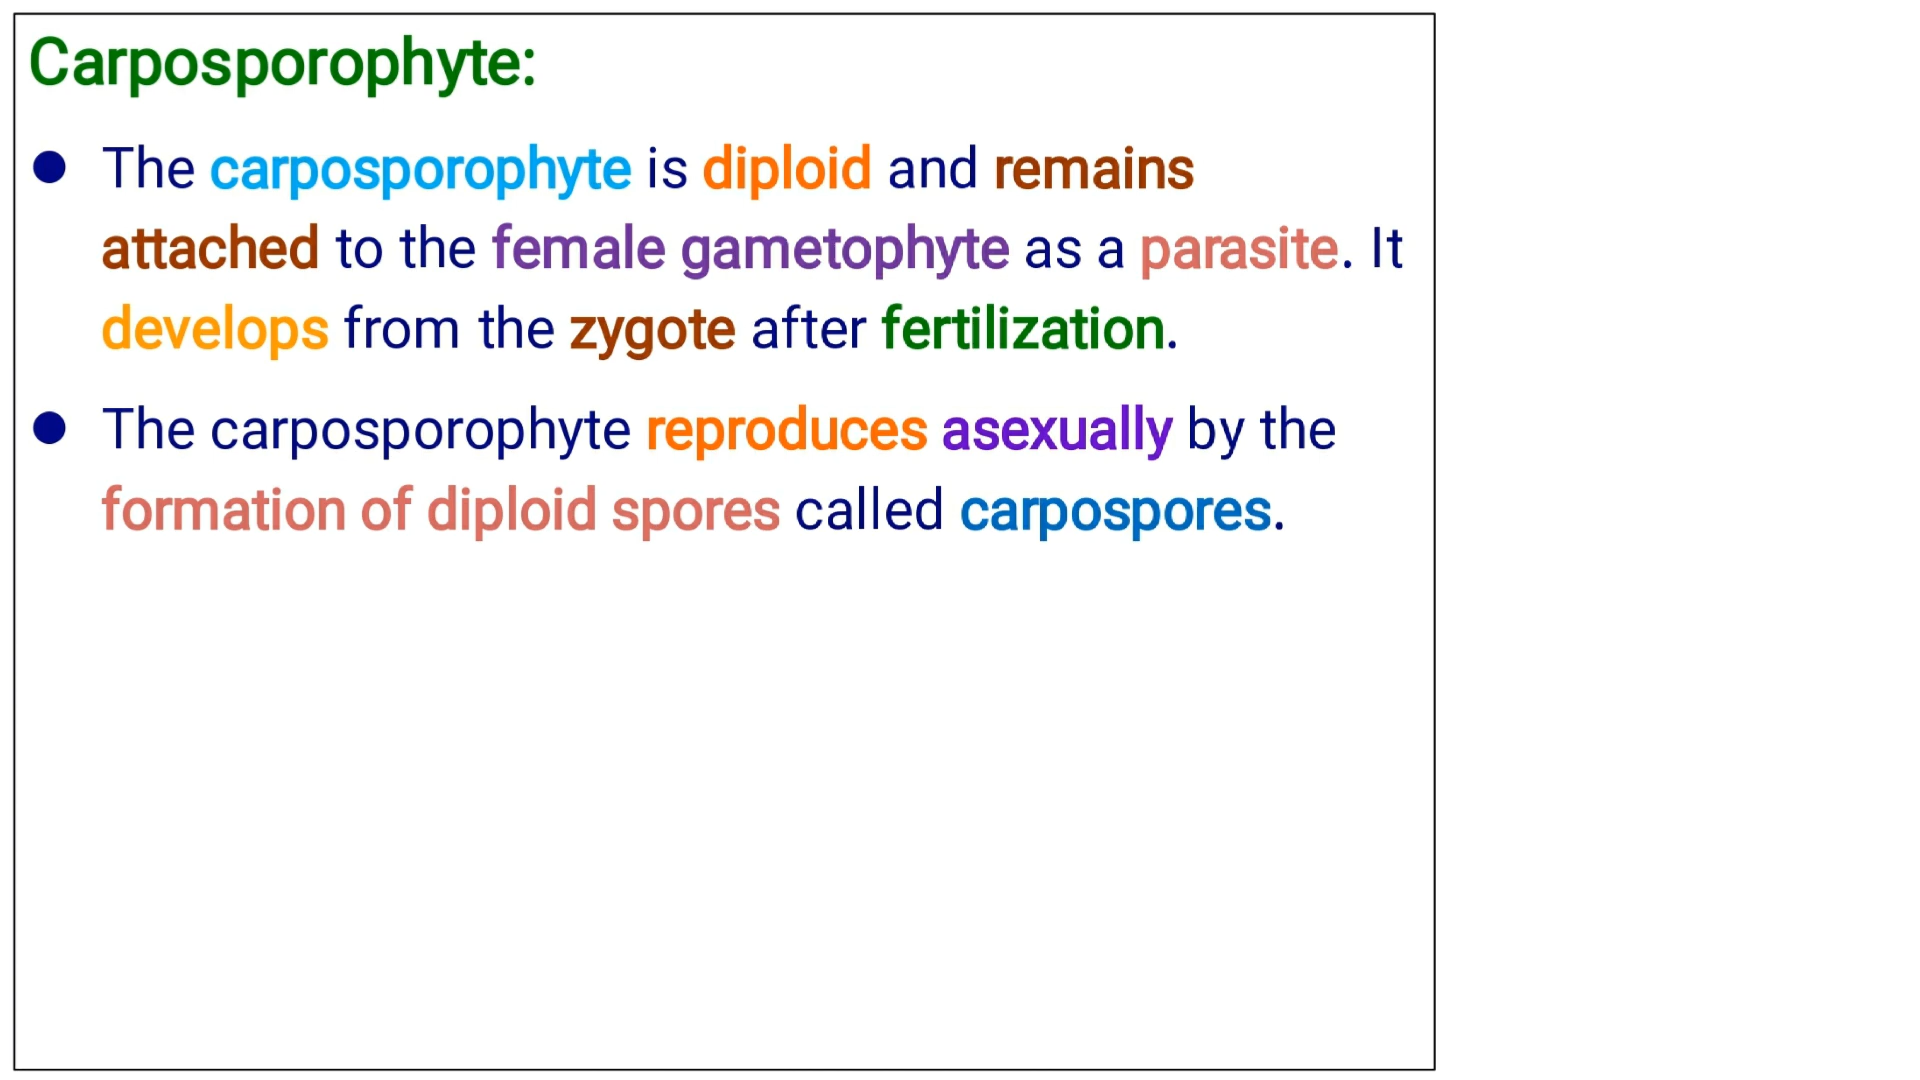 Carposporophyte:
● The carposporophyte is diploid and remains
attached to the female gametophyte as a parasite. It
develops from the zygote after fertilization.
● The carposporophyte reproduces asexually by the
formation of diploid spores called carpospores.